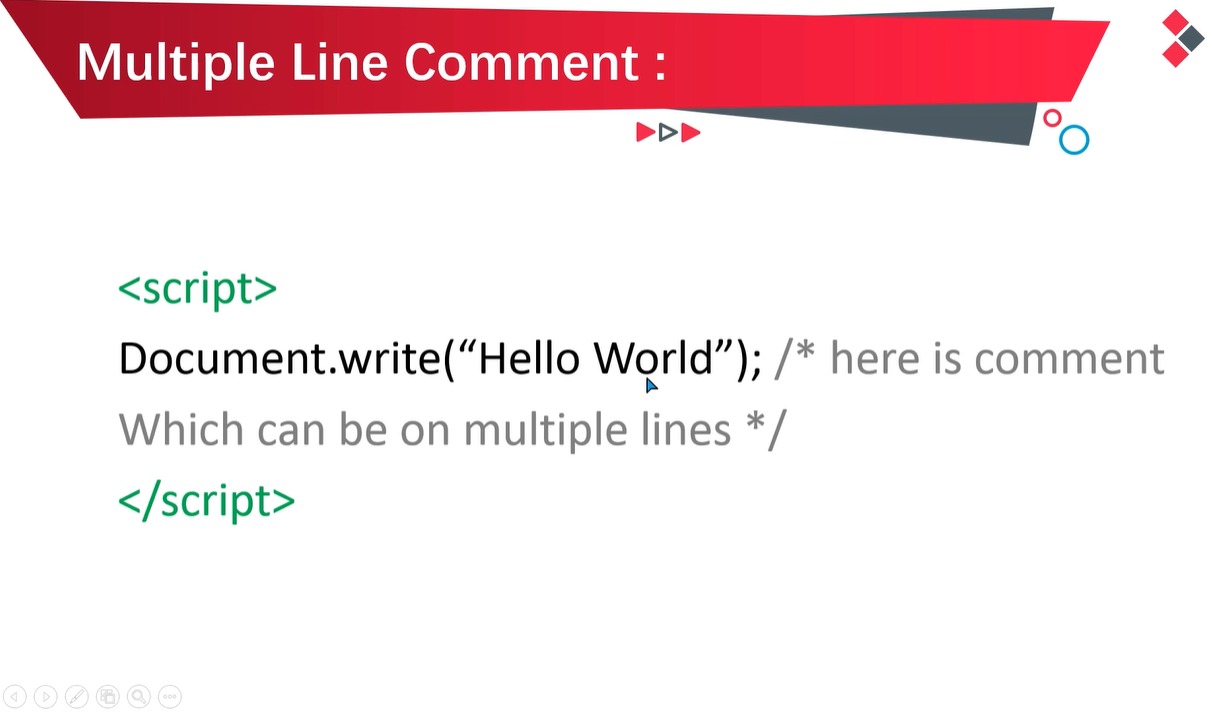 Multiple Line Comment :
<script>
Document.write(“Hello World”); /* here is comment
Which can be on multiple lines */
</script>